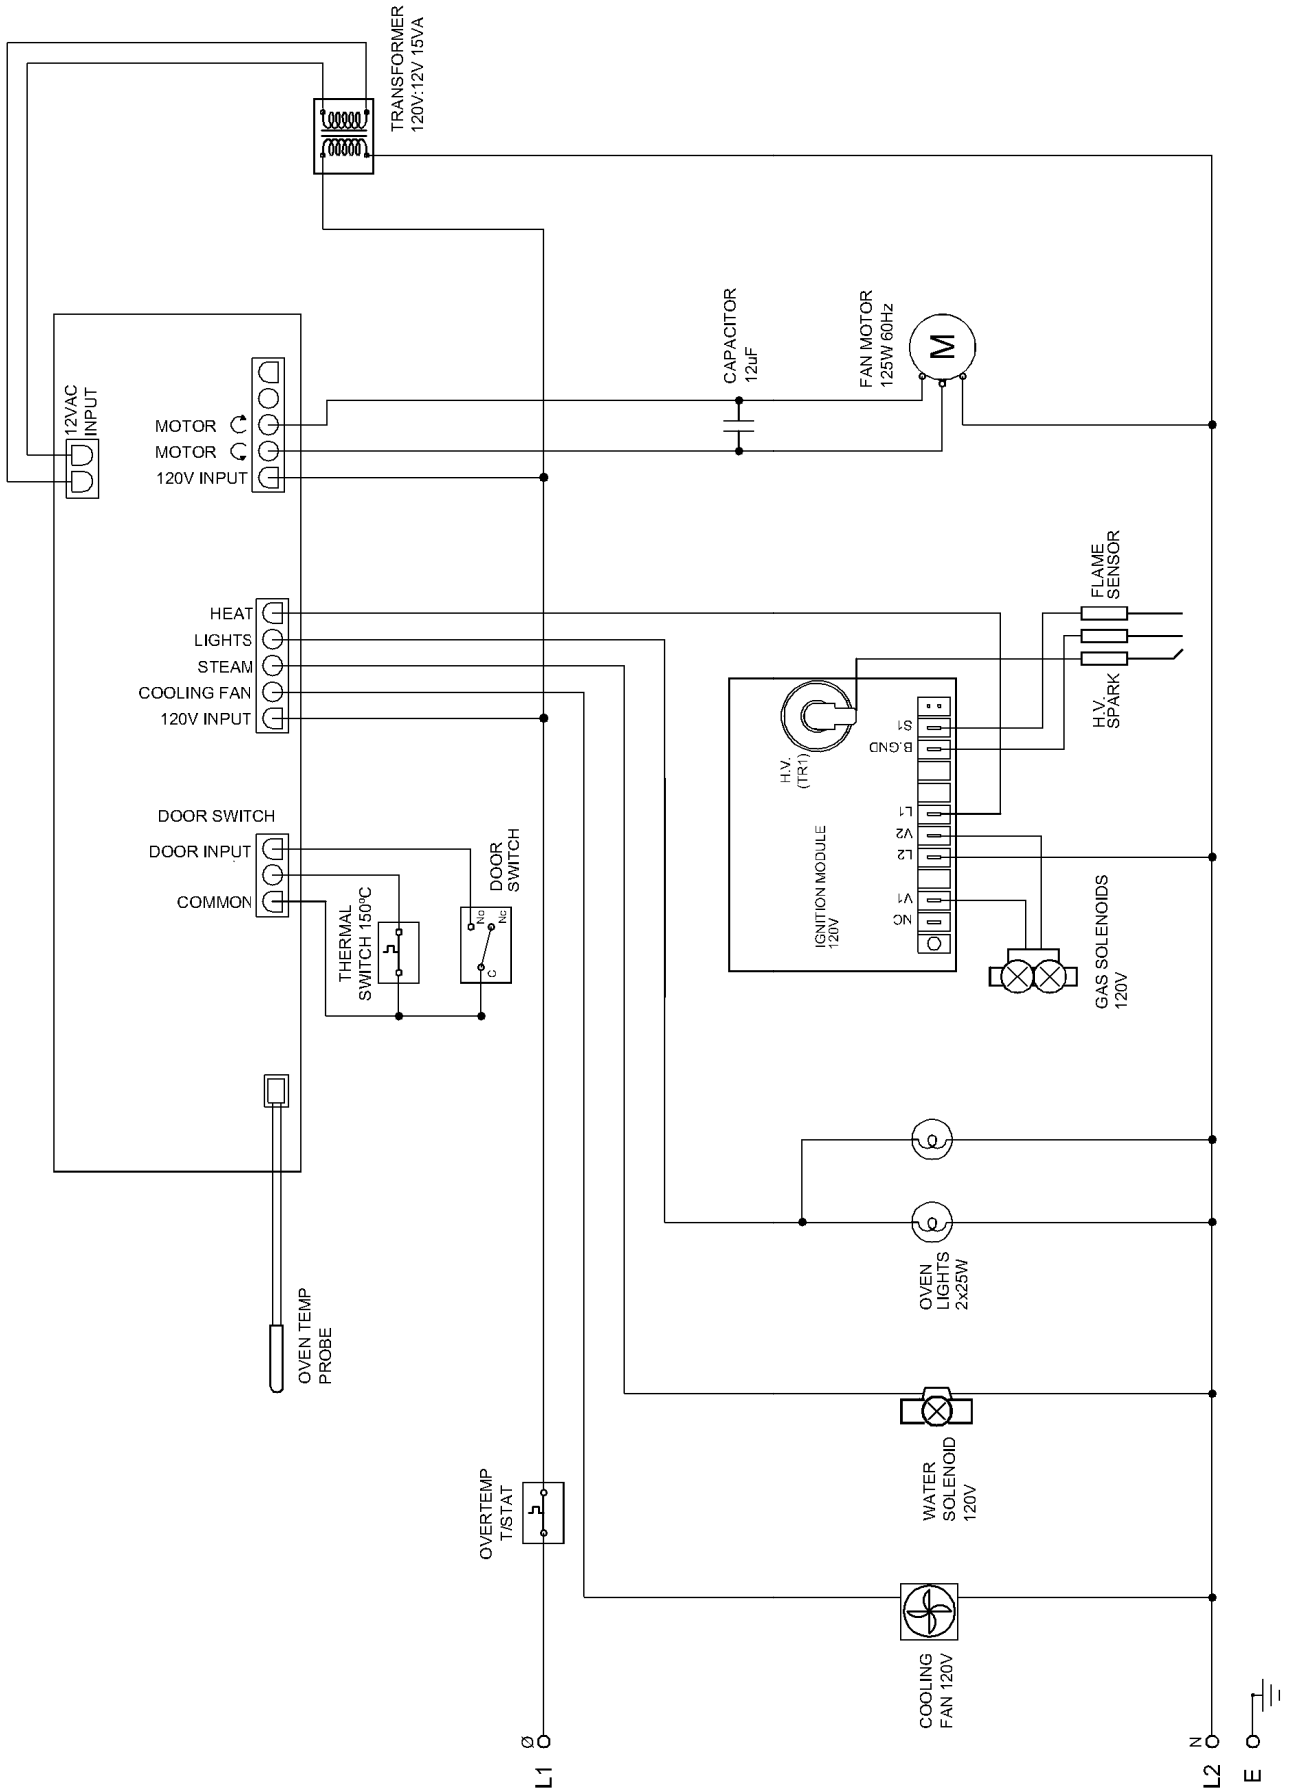 TRANSFORMER
120V:12V 15VA
12VAC
INPUT
MOTOR
MOTOR
120V INPUT
CAPACITOR
12uF
FAN MOTOR
125W 60Hz
M
HEAT
LIGHTS
STEAM
COOLING FAN
120V INPUT
FLAME
SENSOR
H.V.
SPARK
H.V.
(TR1)
S1
B.GND
L1
V2
L2
V1
NC
IGNITION MODULE
120V
DOOR SWITCH
DOOR INPUT
COMMON
THERMAL
SWITCH 150ºC
DOOR
SWITCH
No
Nc
C
GAS SOLENOIDS
120V
OVEN TEMP
PROBE
OVEN
LIGHTS
2x25W
OVERTEMP
T/STAT
WATER
SOLENOID
120V
COOLING
FAN 120V
Ø
L1
N
L2
E